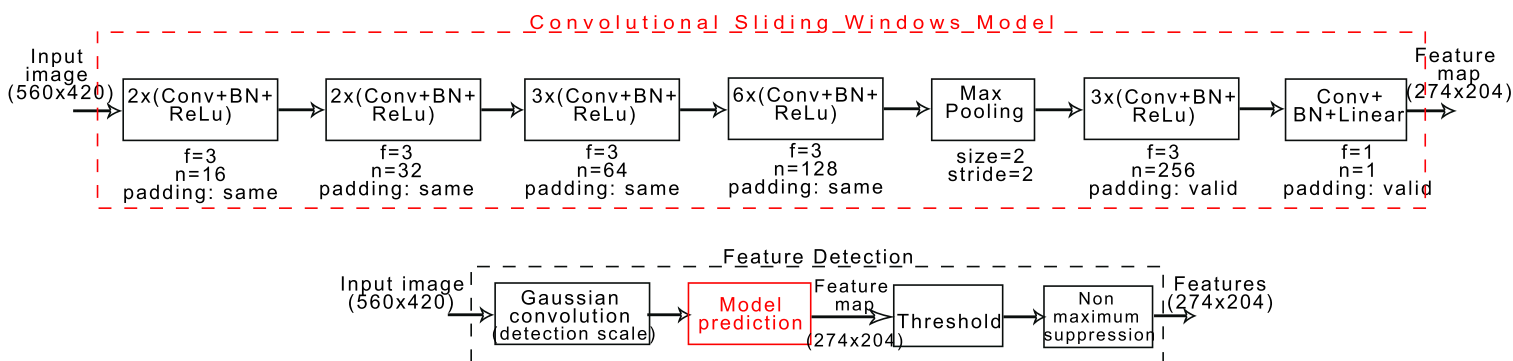 Convolutional Sliding Windows Model
Input
image
(560x420)
2x(Conv+BN+
ReLu)
f=3
n=16
padding: same
2x(Conv+BN+
ReLu)
f=3
n=32
padding: same
3x(Conv+BN+
ReLu)
f=3
n=64
padding: same
6x(Conv+BN+
ReLu)
f=3
n=128
padding: same
Max
Pooling
size=2
stride=2
3x(Conv+BN+
ReLu)
f=3
n=256
padding: valid
Conv+
BN+Linear
f=1
n=1
padding: valid
Feature
map
(274x204)
Feature Detection
Input image
(560x420)
Gaussian
convolution
(detection scale)
Model
prediction
Feature
map
(274x204)
Threshold
Non
maximum
suppression
Features
(274x204)